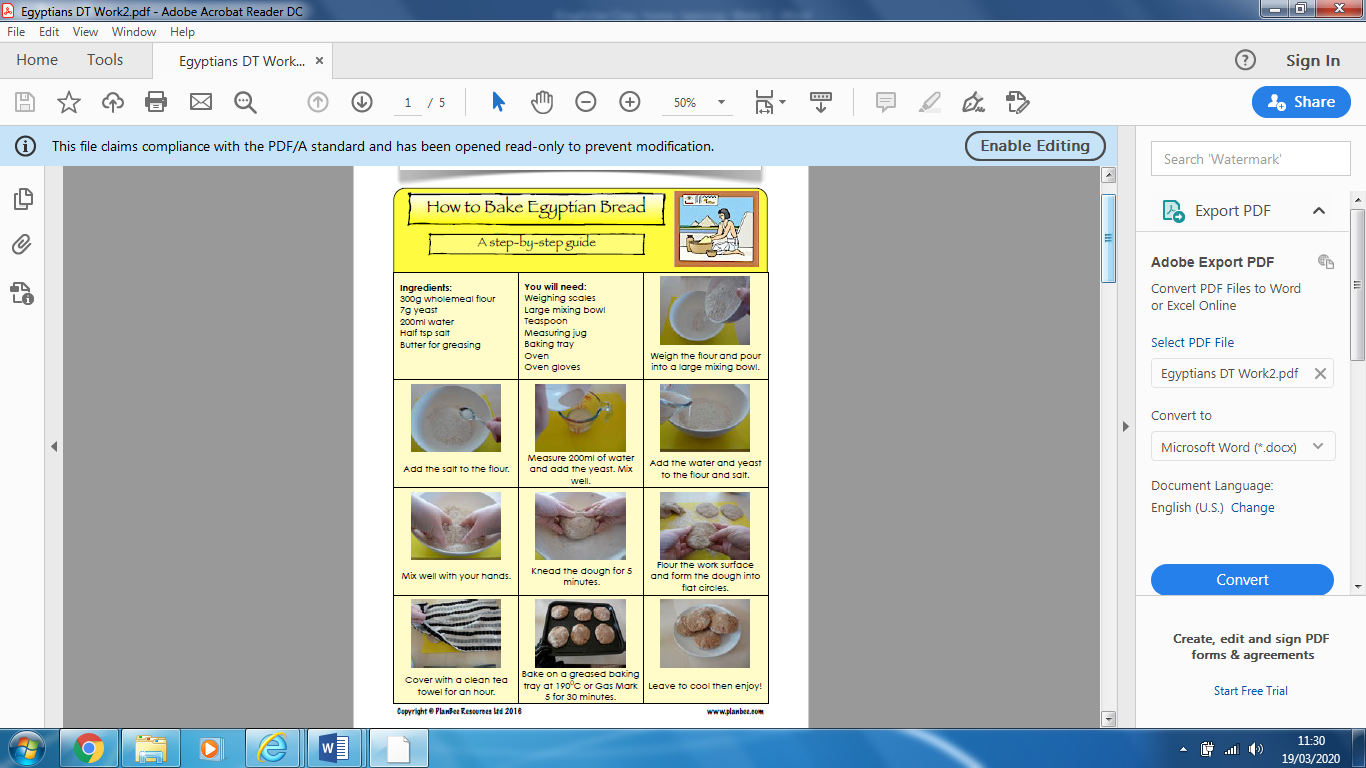 Egyptians DT Work2.pdf - Adobe Acrobat Reader DC
File Edit View Window Help
Home Tools Egyptians DT Work... × Sign In
1 / 5 50% Share
This file claims compliance with the PDF/A standard and has been opened read-only to prevent modification. Enable Editing
How to Bake Egyptian Bread
A step-by-step guide
Ingredients:
300g wholemeal flour
7g yeast
200ml water
Half tsp salt
Butter for greasing
You will need:
Weighing scales
Large mixing bowl
Teaspoon
Measuring jug
Baking tray
Oven
Oven gloves
Weigh the flour and pour
into a large mixing bowl.
Add the salt to the flour.
Measure 200ml of water
and add the yeast. Mix
well.
Add the water and yeast
to the flour and salt.
Mix well with your hands.
Knead the dough for 5
minutes.
Flour the work surface
and form the dough into
flat circles.
Cover with a clean tea
towel for an hour.
Bake on a greased baking
tray at 190°C or Gas Mark
5 for 30 minutes.
Leave to cool then enjoy!
Copyright © PlanBee Resources Ltd 2016 www.planbee.com
Search 'Watermark'
Export PDF
Adobe Export PDF
Convert PDF Files to Word
or Excel Online
Select PDF File
Egyptians DT Work2.pdf
Convert to
Microsoft Word (*.docx)
Document Language:
English (U.S.) Change
Convert
Create, edit and sign PDF
forms & agreements
Start Free Trial
11:30
19/03/2020